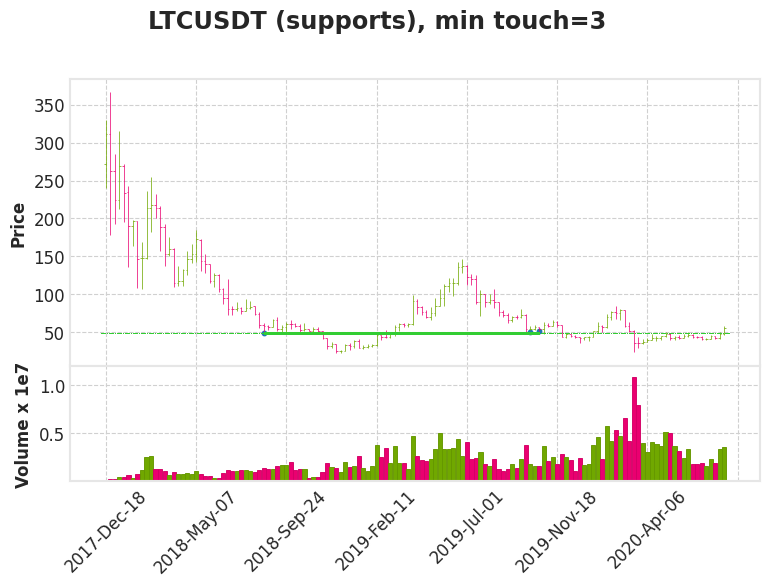 LTCUSDT (supports), min touch=3
350
300
250
200
150
100
50
Price
1.0
0.5
Volume x 1e7
2017-Dec-18
2018-May-07
2018-Sep-24
2019-Feb-11
2019-Jul-01
2019-Nov-18
2020-Apr-06